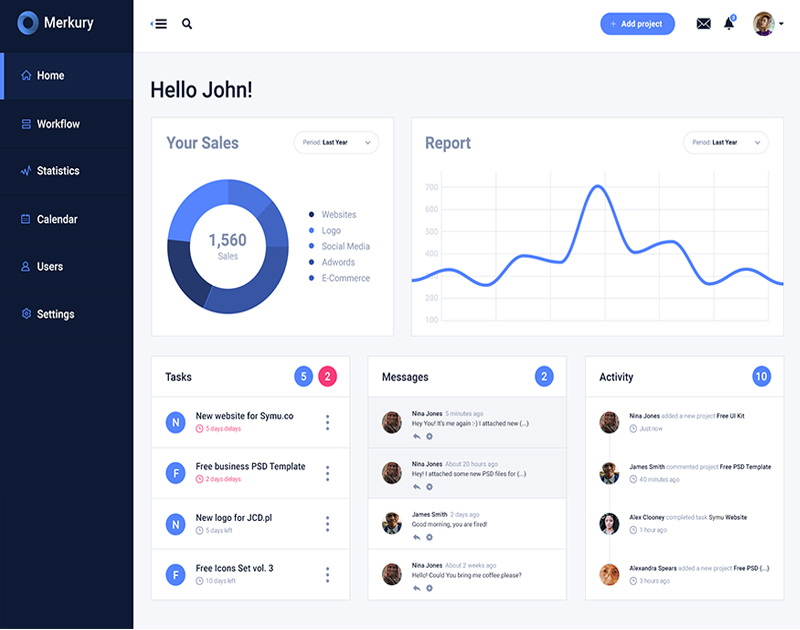 Merkury
+ Add project
3
Home
Workflow
Statistics
Calendar
Users
Settings
Hello John!
Your Sales
Period: Last Year
1,560
Sales
Websites
Logo
Social Media
Adwords
E-Commerce
Report
Period: Last Year
700
600
500
400
200
100
Tasks
5
2
N
New website for Symu.co
5 days delays
F
Free business PSD Template
2 days delays
N
New logo for JCD.pl
5 days left
F
Free Icons Set vol. 3
10 days left
Messages
2
Nina Jones 5 minutes ago
Hey You! It's me again :-) I attached new (...)
Nina Jones About 20 hours ago
Hey! I attached some new PSD files for (...)
James Smith 2 days ago
Good morning, you are fired!
Nina Jones About 2 weeks ago
Hello! Could You bring me coffee please?
Activity
10
Nina Jones added a new project Free UI Kit
Just now
James Smith commented project Free PSD Template
40 minutes ago
Alex Clooney completed task Symu Website
1 hour ago
Alexandra Spears added a new project Free PSD (...)
3 hours ago